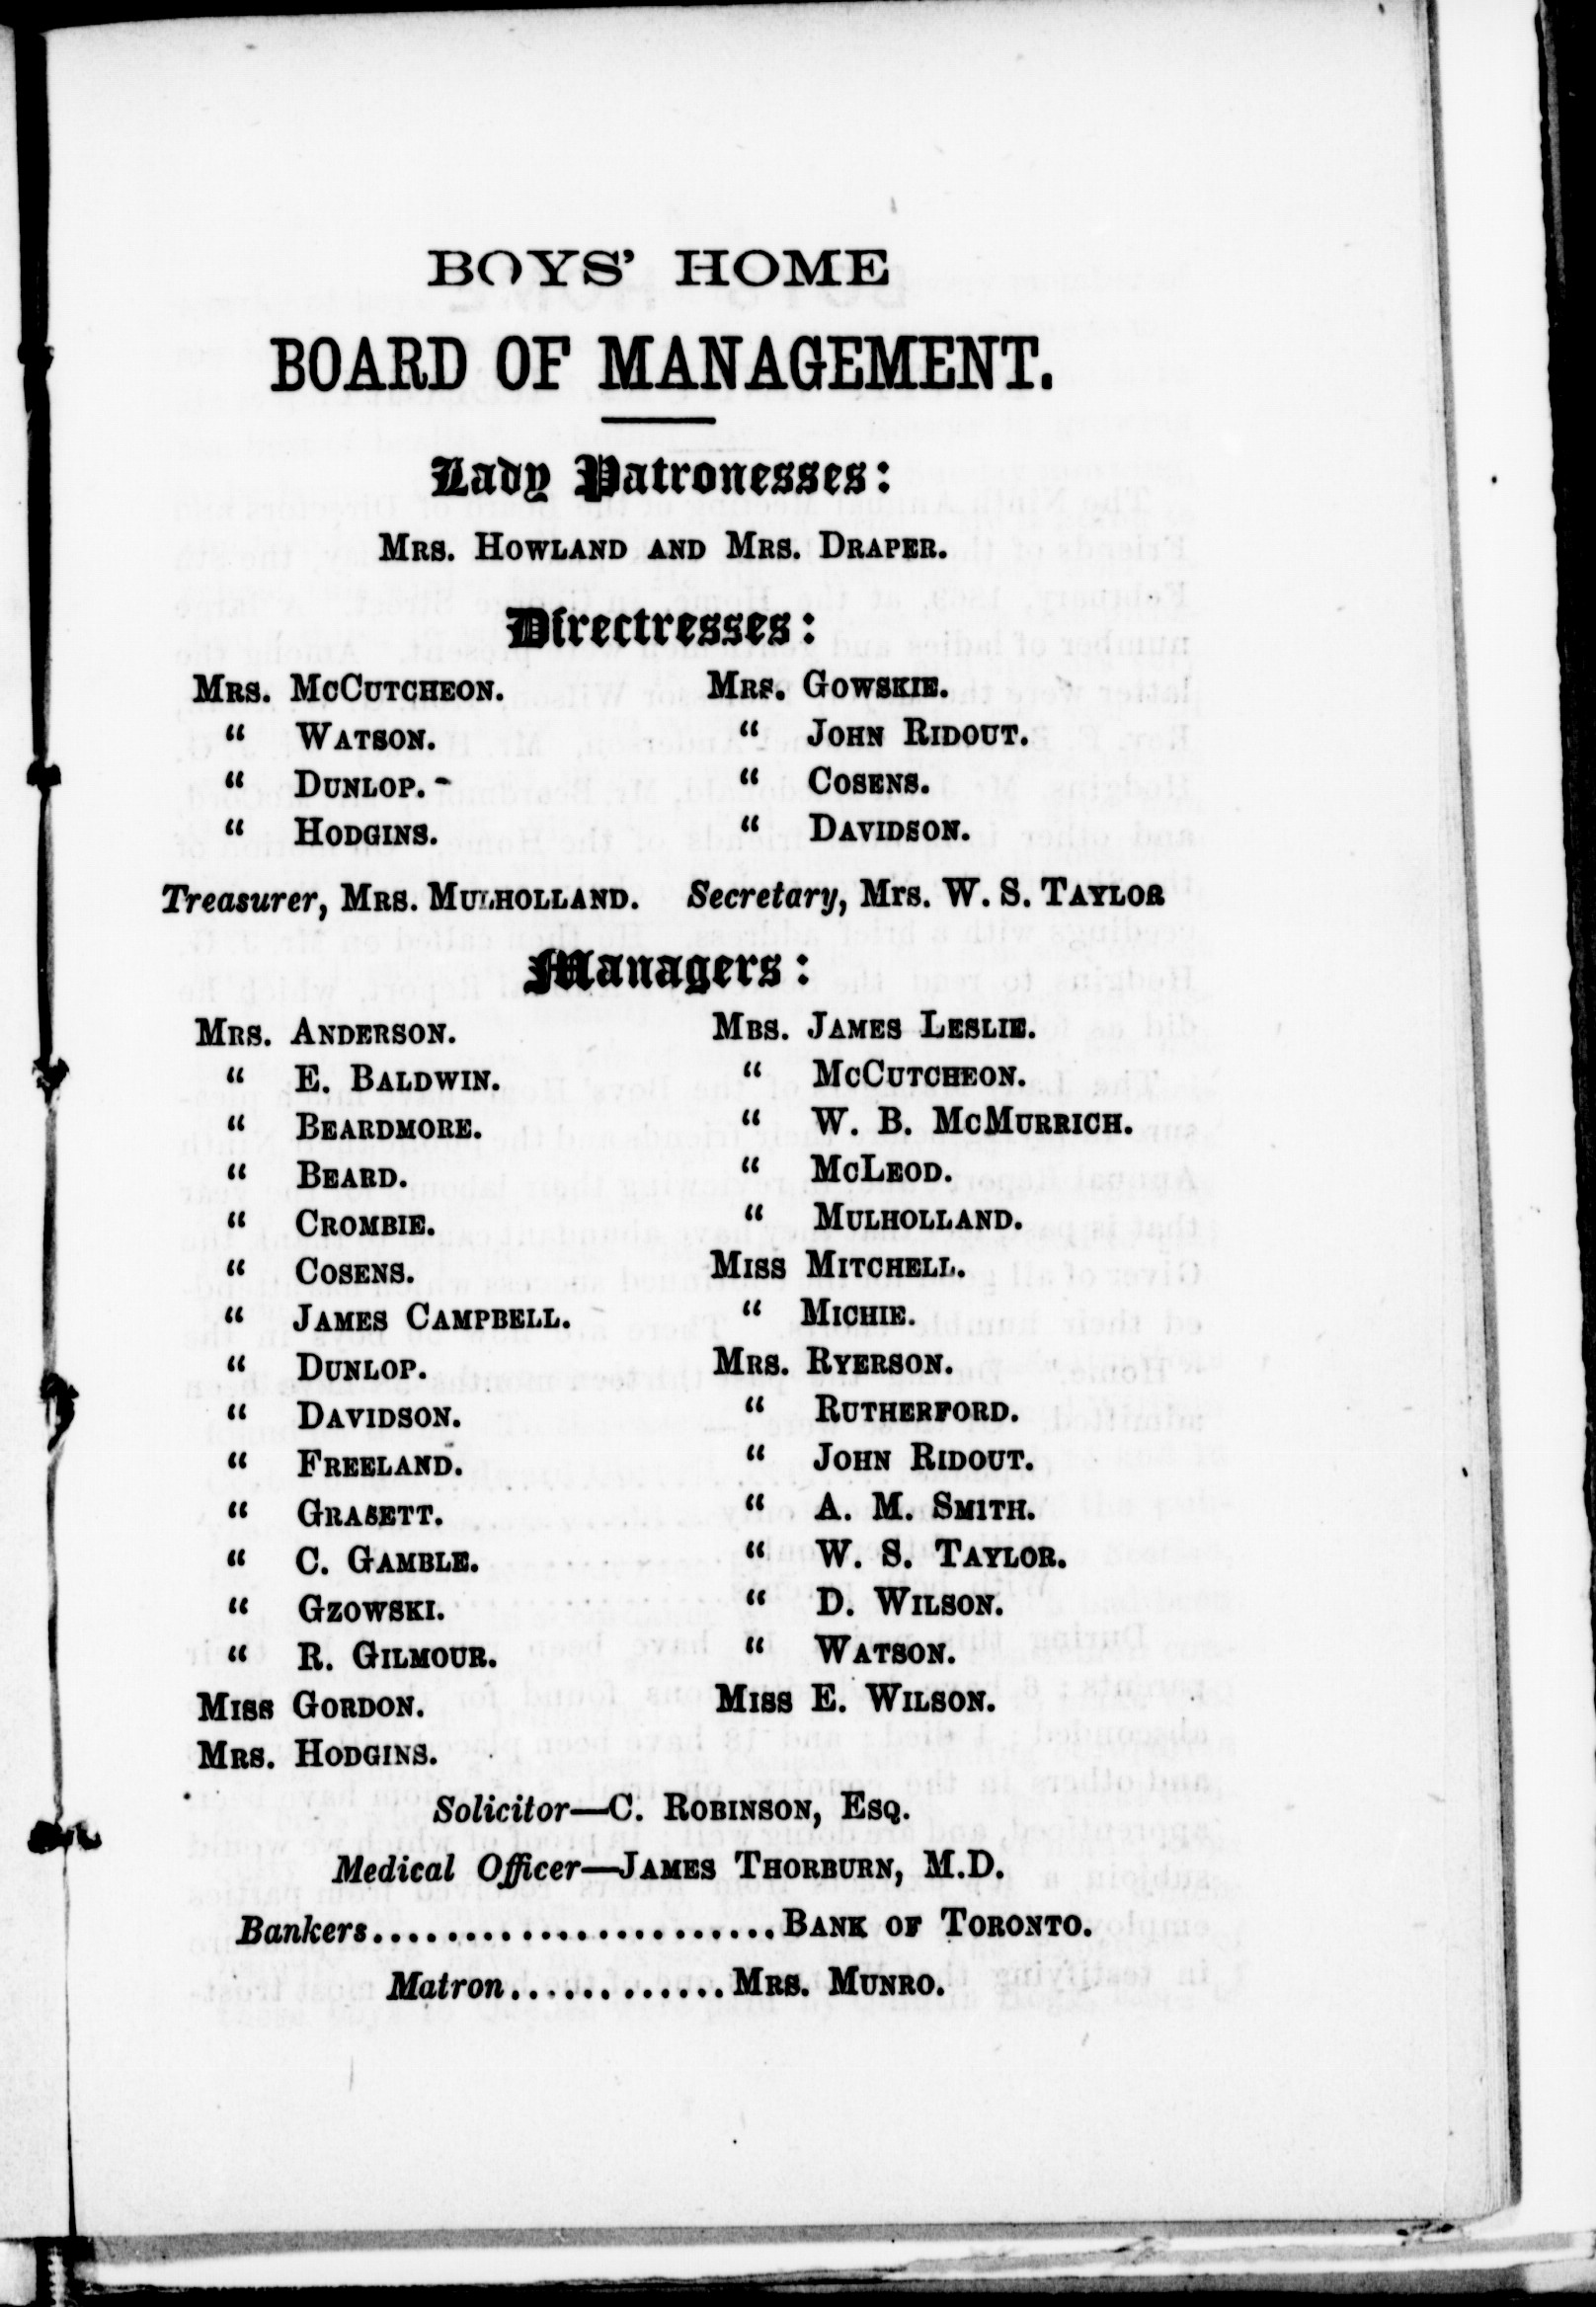 BOYS' HOME
BOARD OF MANAGEMENT.
Lady Patronesses:
MRS. HOWLAND AND MRS. DRAPER.
Directresses:
MRS. MCCUTCHEON.
" WATSON.
" DUNLOP.
" HODGINS.
MRS. GOWSKIE.
" JOHN RIDOUT.
" COSENS.
" DAVIDSON.
Treasurer, MRS. MULHOLLAND. Secretary, Mrs. W. S. TAYLOR
Managers:
MRS. ANDERSON.
" E. BALDWIN.
" BEARDMORE.
" BEARD.
" CROMBIE.
" COSENS.
" JAMES CAMPBELL.
" DUNLOP.
" DAVIDSON.
" FREELAND.
" GRASETT.
" C. GAMBLE.
" GZOWSKI.
" R. GILMOUR.
MISS GORDON.
MRS. HODGINS.
MRS. JAMES LESLIE.
" MCCUTCHEON.
" W. B. MCMURRICH.
" MCLEOD.
" MULHOLLAND.
MISS MITCHELL.
" MICHIE.
MRS. RYERSON.
" RUTHERFORD.
" JOHN RIDOUT.
" A. M. SMITH.
" W. S. TAYLOR.
" D. WILSON.
" WATSON.
MISS E. WILSON.
Solicitor—C. ROBINSON, ESQ.
Medical Officer—JAMES THORBURN, M.D.
Bankers......................BANK OF TORONTO.
Matron............MRS. MUNRO.